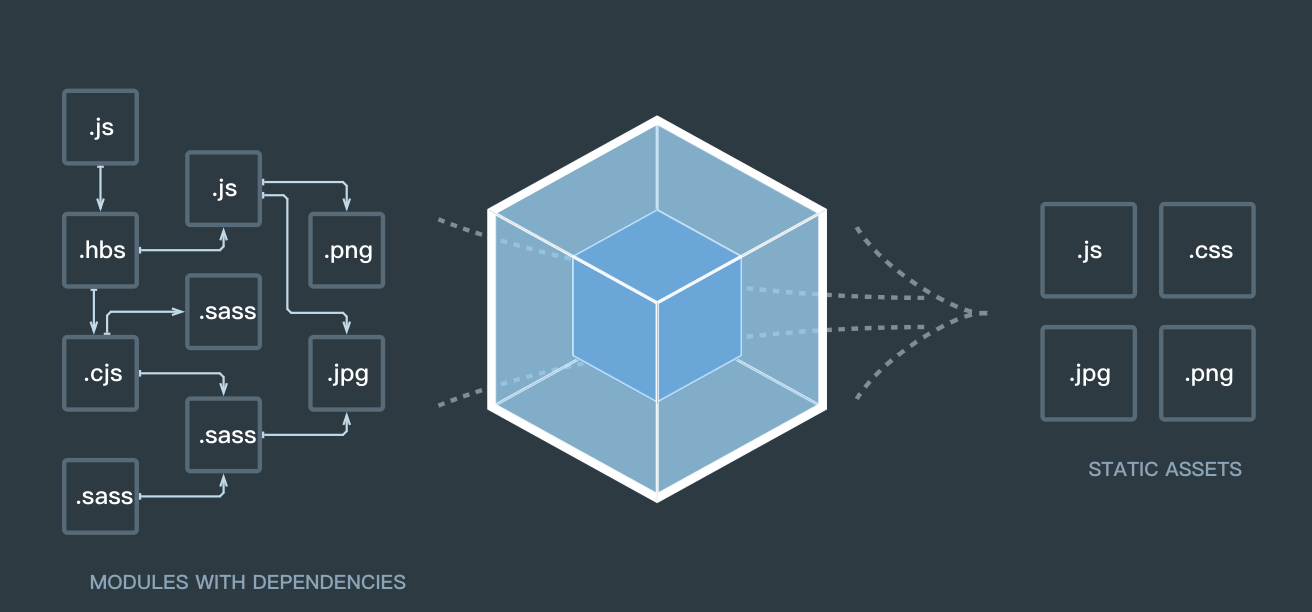 .js
.js
.hbs
.png
.sass
.cjs
.jpg
.sass
.sass
MODULES WITH DEPENDENCIES
.js
.css
.jpg
.png
STATIC ASSETS